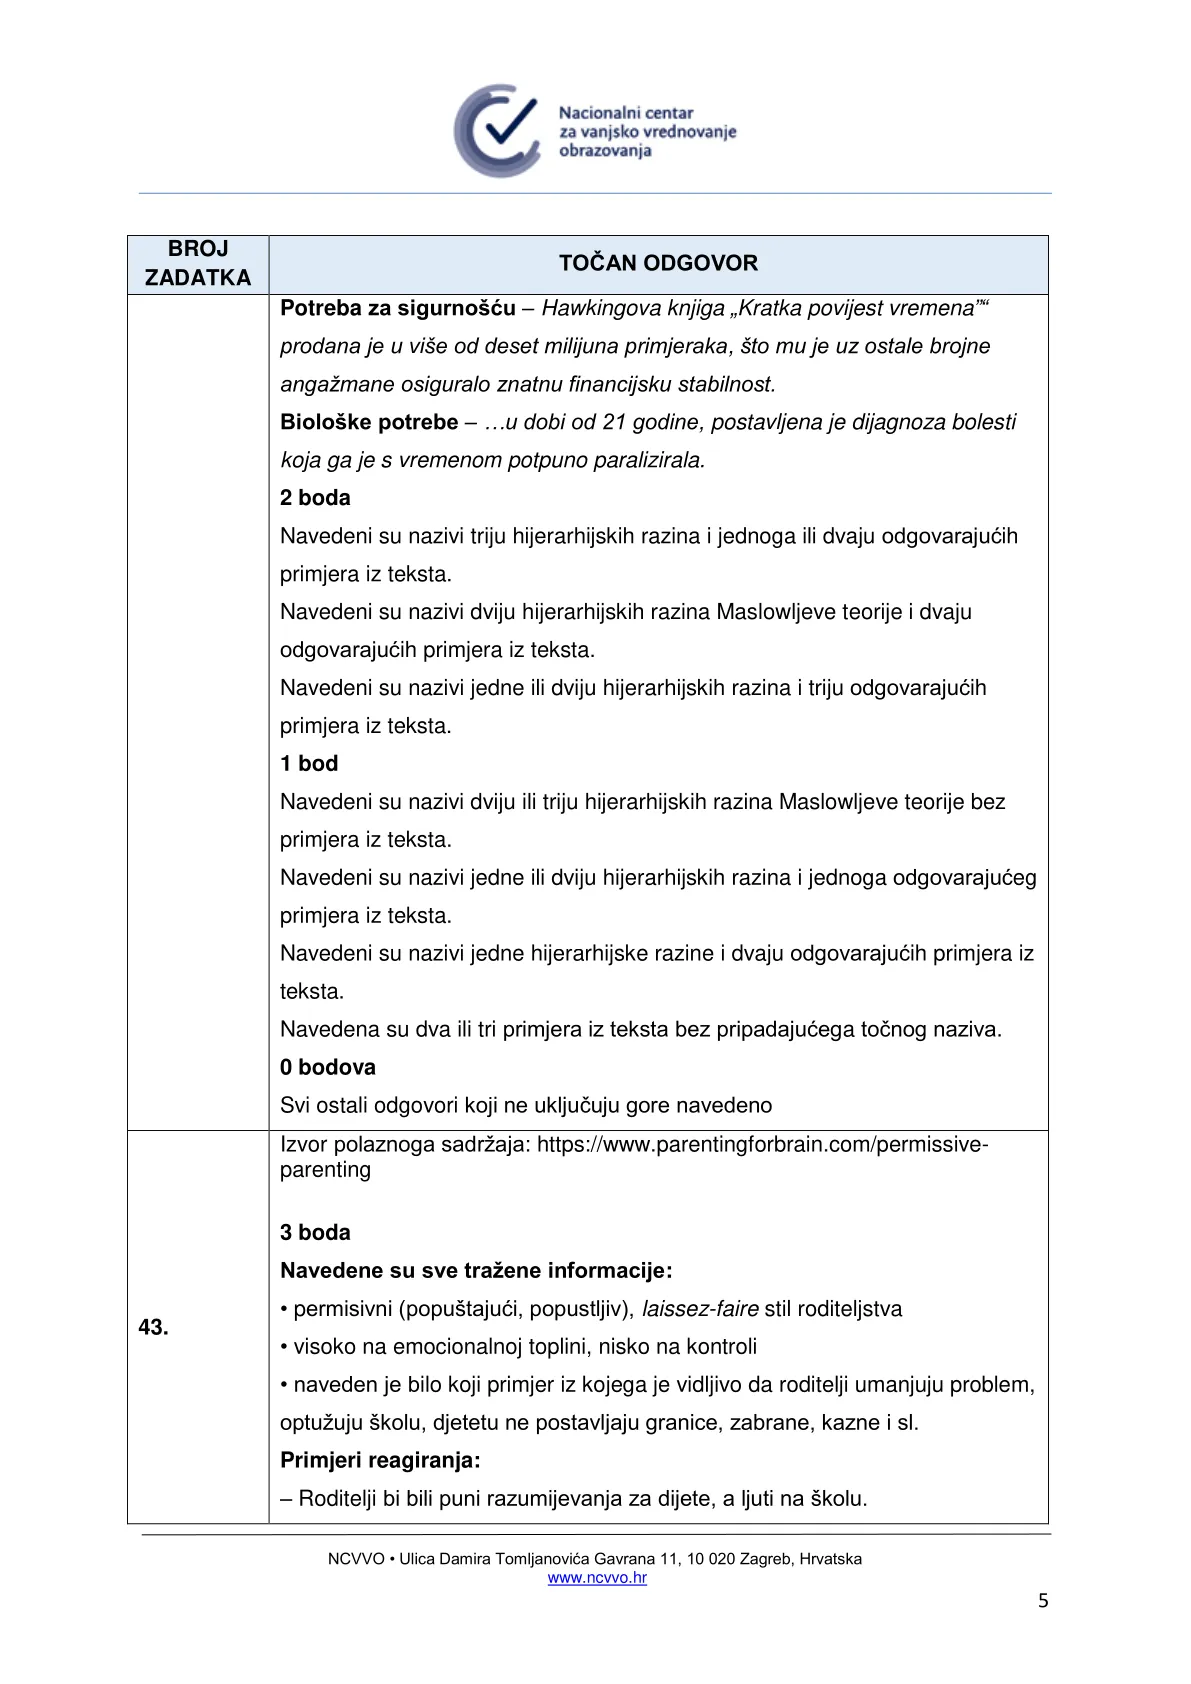 Nacionalni centar
za vanjsko vrednovanje
obrazovanja
BROJ
ZADATKA
TOČAN ODGOVOR
Potreba za sigurnošću – Hawkingova knjiga „Kratka povijest vremena”“
prodana je u više od deset milijuna primjeraka, što mu je uz ostale brojne
angažmane osiguralo znatnu financijsku stabilnost.
Biološke potrebe – …u dobi od 21 godine, postavljena je dijagnoza bolesti
koja ga je s vremenom potpuno paralizirala.
2 boda
Navedeni su nazivi triju hijerarhijskih razina i jednoga ili dvaju odgovarajućih
primjera iz teksta.
Navedeni su nazivi dviju hijerarhijskih razina Maslowljeve teorije i dvaju
odgovarajućih primjera iz teksta.
Navedeni su nazivi jedne ili dviju hijerarhijskih razina i triju odgovarajućih
primjera iz teksta.
1 bod
Navedeni su nazivi dviju ili triju hijerarhijskih razina Maslowljeve teorije bez
primjera iz teksta.
Navedeni su nazivi jedne ili dviju hijerarhijskih razina i jednoga odgovarajućeg
primjera iz teksta.
Navedeni su nazivi jedne hijerarhijske razine i dvaju odgovarajućih primjera iz
teksta.
Navedena su dva ili tri primjera iz teksta bez pripadajućega točnog naziva.
0 bodova
Svi ostali odgovori koji ne uključuju gore navedeno
43.
Izvor polaznoga sadržaja: https://www.parentingforbrain.com/permissive-
parenting
3 boda
Navedene su sve tražene informacije:
• permisivni (popuštajući, popustljiv), laissez-faire stil roditeljstva
• visoko na emocionalnoj toplini, nisko na kontroli
• naveden je bilo koji primjer iz kojega je vidljivo da roditelji umanjuju problem,
optužuju školu, djetetu ne postavljaju granice, zabrane, kazne i sl.
Primjeri reagiranja:
– Roditelji bi bili puni razumijevanja za dijete, a ljuti na školu.
NCVVO • Ulica Damira Tomljanovića Gavrana 11, 10 020 Zagreb, Hrvatska
www.ncvvo.hr
5